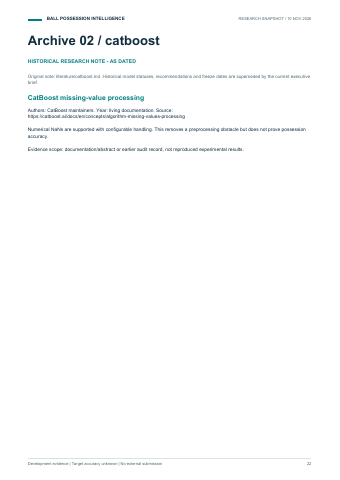 BALL POSSESSION INTELLIGENCE
RESEARCH SNAPSHOT / 10 NOV 2026
Archive 02 / catboost
HISTORICAL RESEARCH NOTE - AS DATED
Original note: literature/catboost.md. Historical model statuses, recommendations and freeze dates are superseded by the current executive
brief.
CatBoost missing-value processing
Authors: CatBoost maintainers. Year: living documentation. Source:
https://catboost.ai/docs/en/concepts/algorithm-missing-values-processing
Numerical NaNs are supported with configurable handling. This removes a preprocessing obstacle but does not prove possession
accuracy.
Evidence scope: documentation/abstract or earlier audit record, not reproduced experimental results.
Development evidence | Target accuracy unknown | No external submission
22